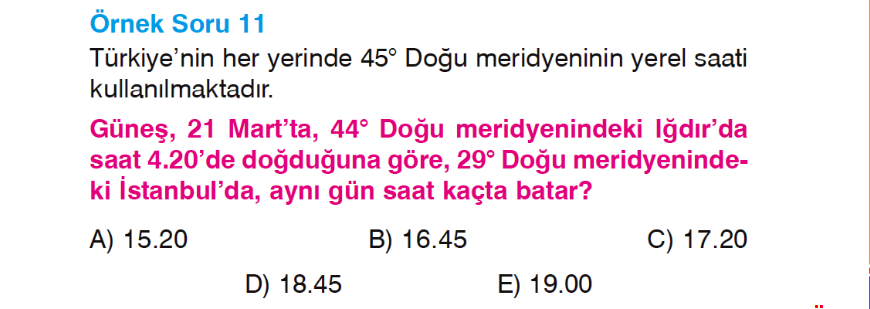 Örnek Soru 11
Türkiye’nin her yerinde 45° Doğu meridyeninin yerel saati
kullanılmaktadır.
Güneş, 21 Mart’ta, 44° Doğu meridyenindeki Iğdır’da
saat 4.20’de doğduğuna göre, 29° Doğu meridyeninde-
ki İstanbul’da, aynı gün saat kaçta batar?
A) 15.20 B) 16.45 C) 17.20
D) 18.45 E) 19.00